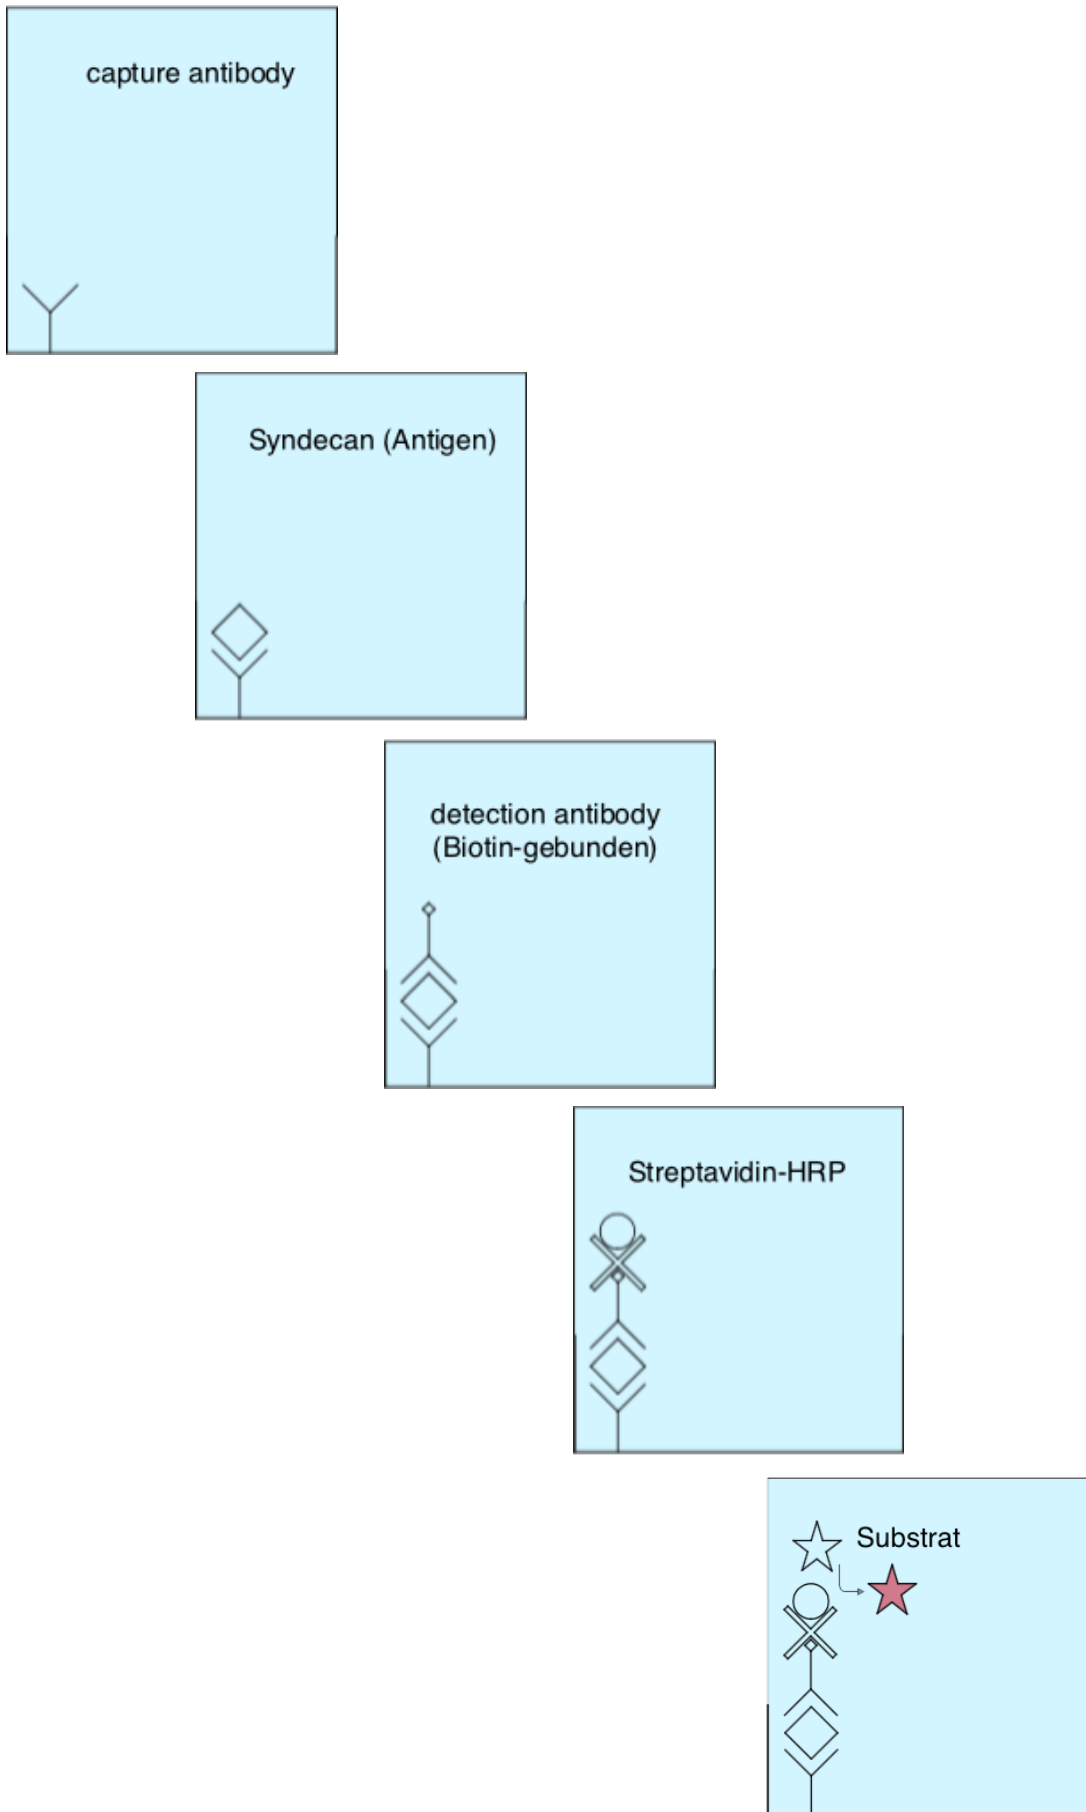 capture antibody
Syndecan (Antigen)
detection antibody
(Biotin-gebunden)
Streptavidin-HRP
Substrat